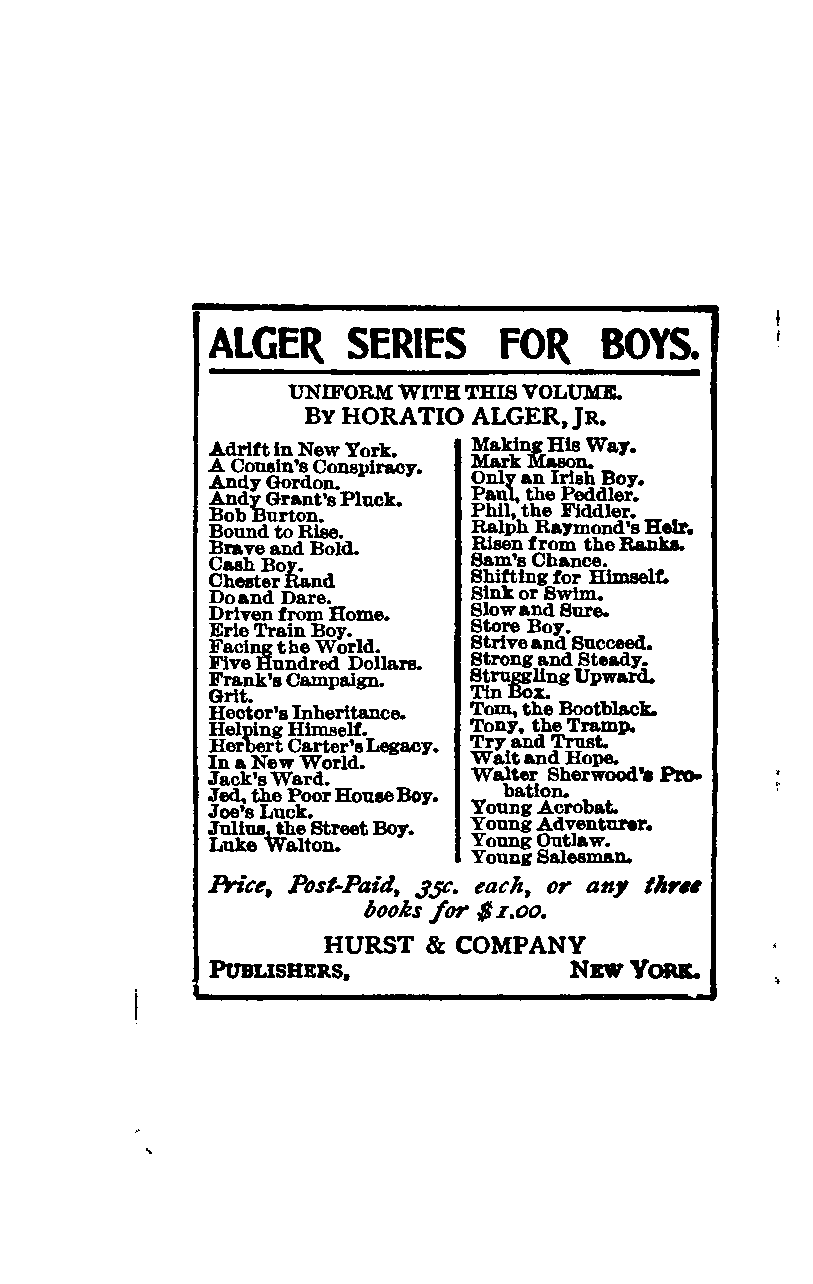 ALGER SERIES FOR BOYS.
UNIFORM WITH THIS VOLUME.
BY HORATIO ALGER, JR.
Adrift in New York.
A Cousin's Conspiracy.
Andy Gordon.
Andy Grant's Pluck.
Bob Burton.
Bound to Rise.
Brave and Bold.
Cash Boy.
Chester Rand
Do and Dare.
Driven from Home.
Erie Train Boy.
Facing the World.
Five Hundred Dollars.
Frank's Campaign.
Grit.
Hector's Inheritance.
Helping Himself.
Herbert Carter's Legacy.
In a New World.
Jack's Ward.
Jed, the Poor House Boy.
Joe's Luck.
Julius, the Street Boy.
Luke Walton.
Making His Way.
Mark Mason.
Only an Irish Boy.
Paul, the Peddler.
Phil, the Fiddler.
Ralph Raymond's Heir.
Risen from the Ranks.
Sam's Chance.
Shifting for Himself.
Sink or Swim.
Slow and Sure.
Store Boy.
Strive and Succeed.
Strong and Steady.
Struggling Upward.
Tin Box.
Tom, the Bootblack.
Tony, the Tramp.
Try and Trust.
Wait and Hope.
Walter Sherwood's Pro-
bation.
Young Acrobat.
Young Adventurer.
Young Outlaw.
Young Salesman.
Price, Post-Paid, 35c. each, or any three
books for $1.00.
HURST & COMPANY
PUBLISHERS, NEW YORK.